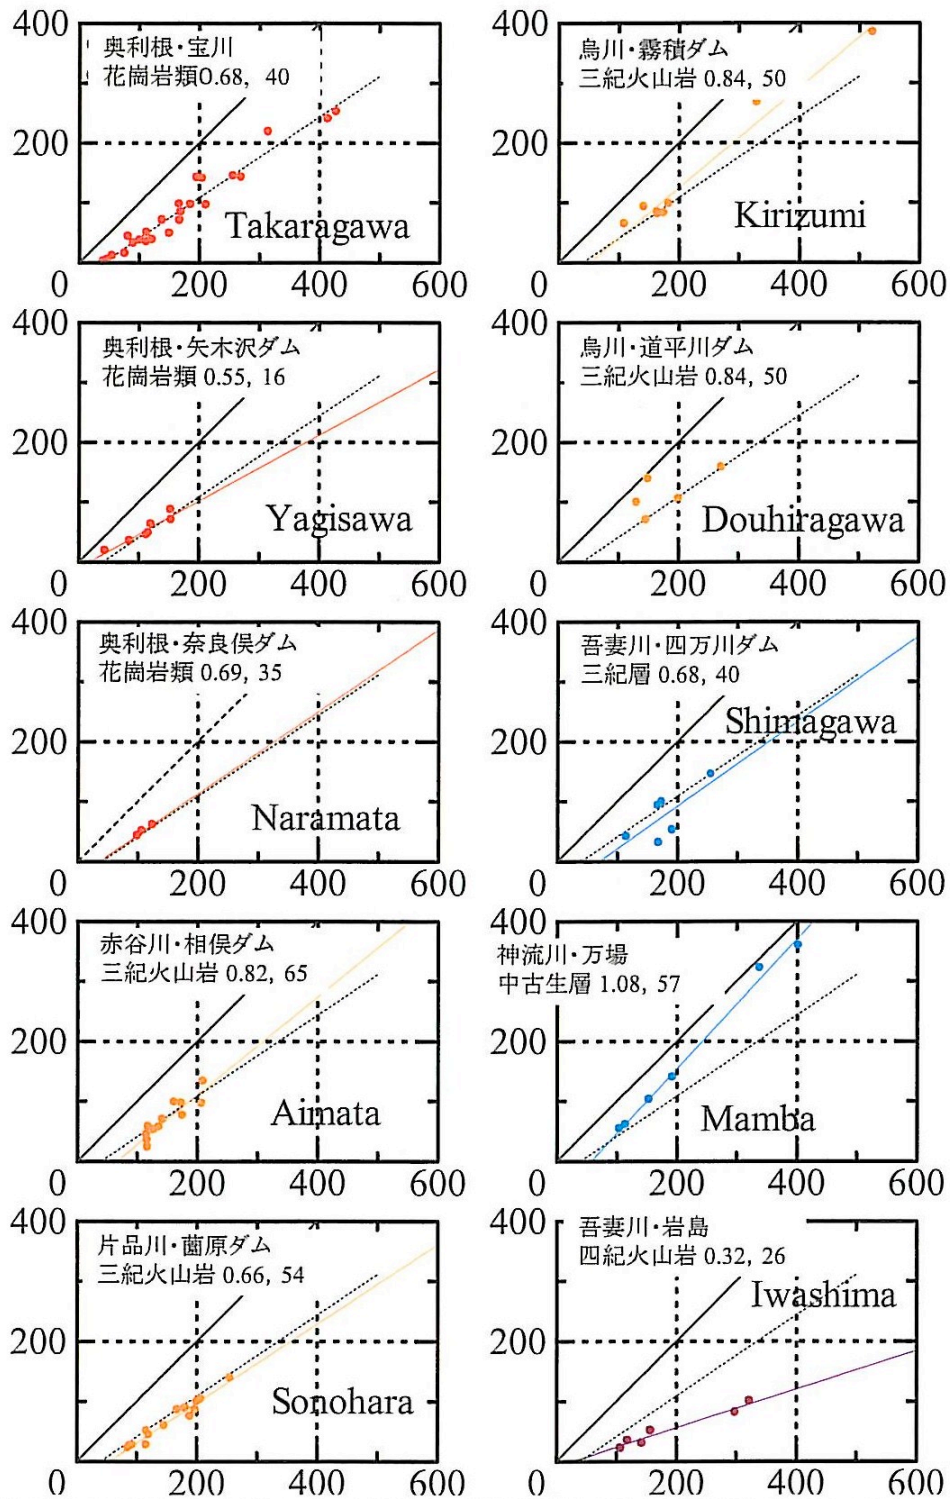 400
奥利根・宝川
花崗岩類0.68, 40
200
Takaragawa
0
200
400
600
400
烏川・霧積ダム
三紀火山岩 0.84, 50
200
Kirizumi
0
200
400
600
400
奥利根・矢木沢ダム
花崗岩類 0.55, 16
200
Yagisawa
0
200
400
600
400
烏川・道平川ダム
三紀火山岩 0.84, 50
200
Douhiragawa
0
200
400
600
400
奥利根・奈良俣ダム
花崗岩類 0.69, 35
200
Naramata
0
200
400
600
400
吾妻川・四万川ダム
三紀層 0.68, 40
Shimagawa
200
0
200
400
600
400
赤谷川・相俣ダム
三紀火山岩 0.82, 65
200
Aimata
0
200
400
600
400
神流川・万場
中古生層 1.08, 57
200
Mamba
0
200
400
600
400
片品川・薗原ダム
三紀火山岩 0.66, 54
200
Sonohara
0
200
400
600
400
吾妻川・岩島
四紀火山岩 0.32, 26
Iwashima
200
0
200
400
600